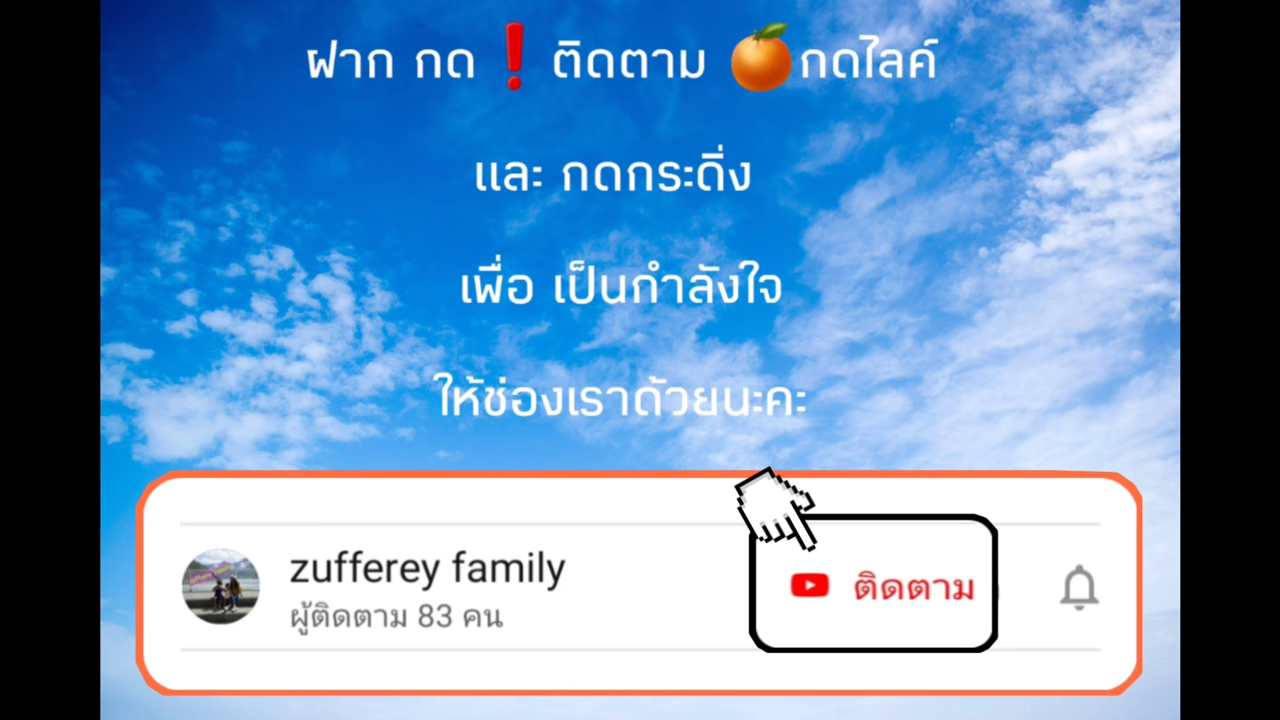 ฝาก กด❗ติดตาม 🍊กดไลค์
และ กดกระดิ่ง
เพื่อ เป็นกำลังใจ
ให้ช่องเราด้วยนะคะ
zufferey family
ผู้ติดตาม 83 คน
ติดตาม